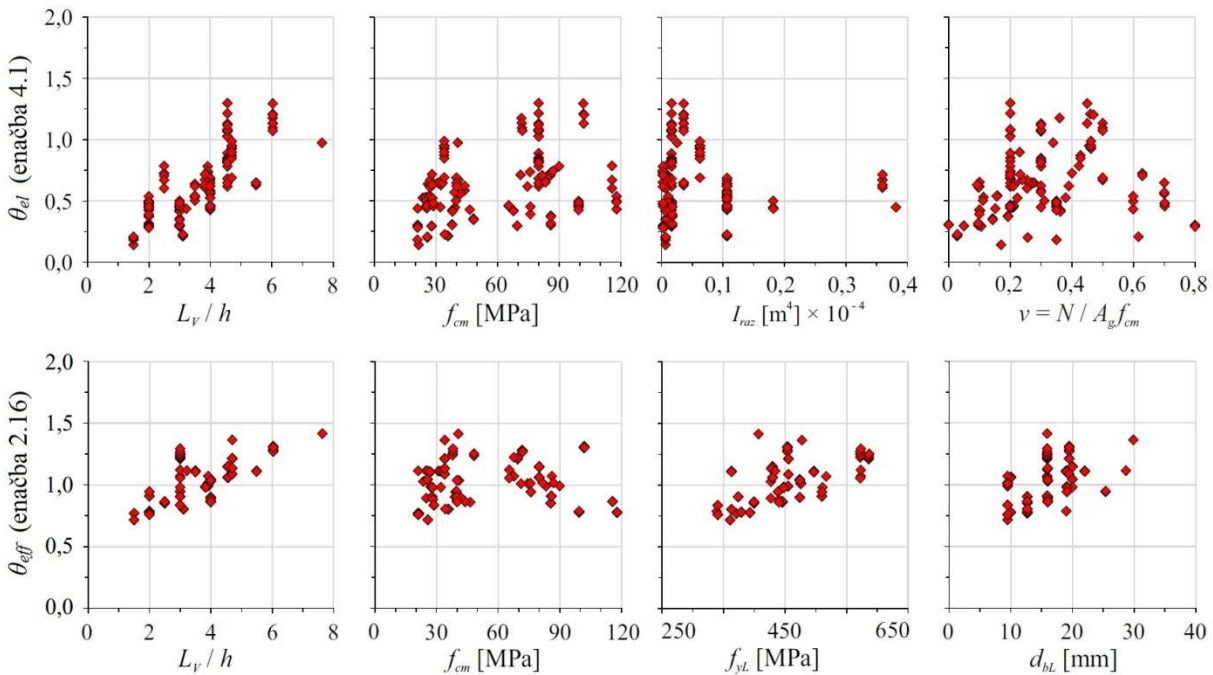 2,0
1,5
1,0
0,5
0,0
θel (enačba 4.1)
0 2 4 6 8
LV / h
0 30 60 90 120
fcm [MPa]
0 0,1 0,2 0,3 0,4
Iraz [m⁴] × 10⁻⁴
0 0,2 0,4 0,6 0,8
ν = N / Ag fcm
2,0
1,5
1,0
0,5
0,0
θeff (enačba 2.16)
0 2 4 6 8
LV / h
0 30 60 90 120
fcm [MPa]
250 450 650
fyL [MPa]
0 10 20 30 40
dbL [mm]